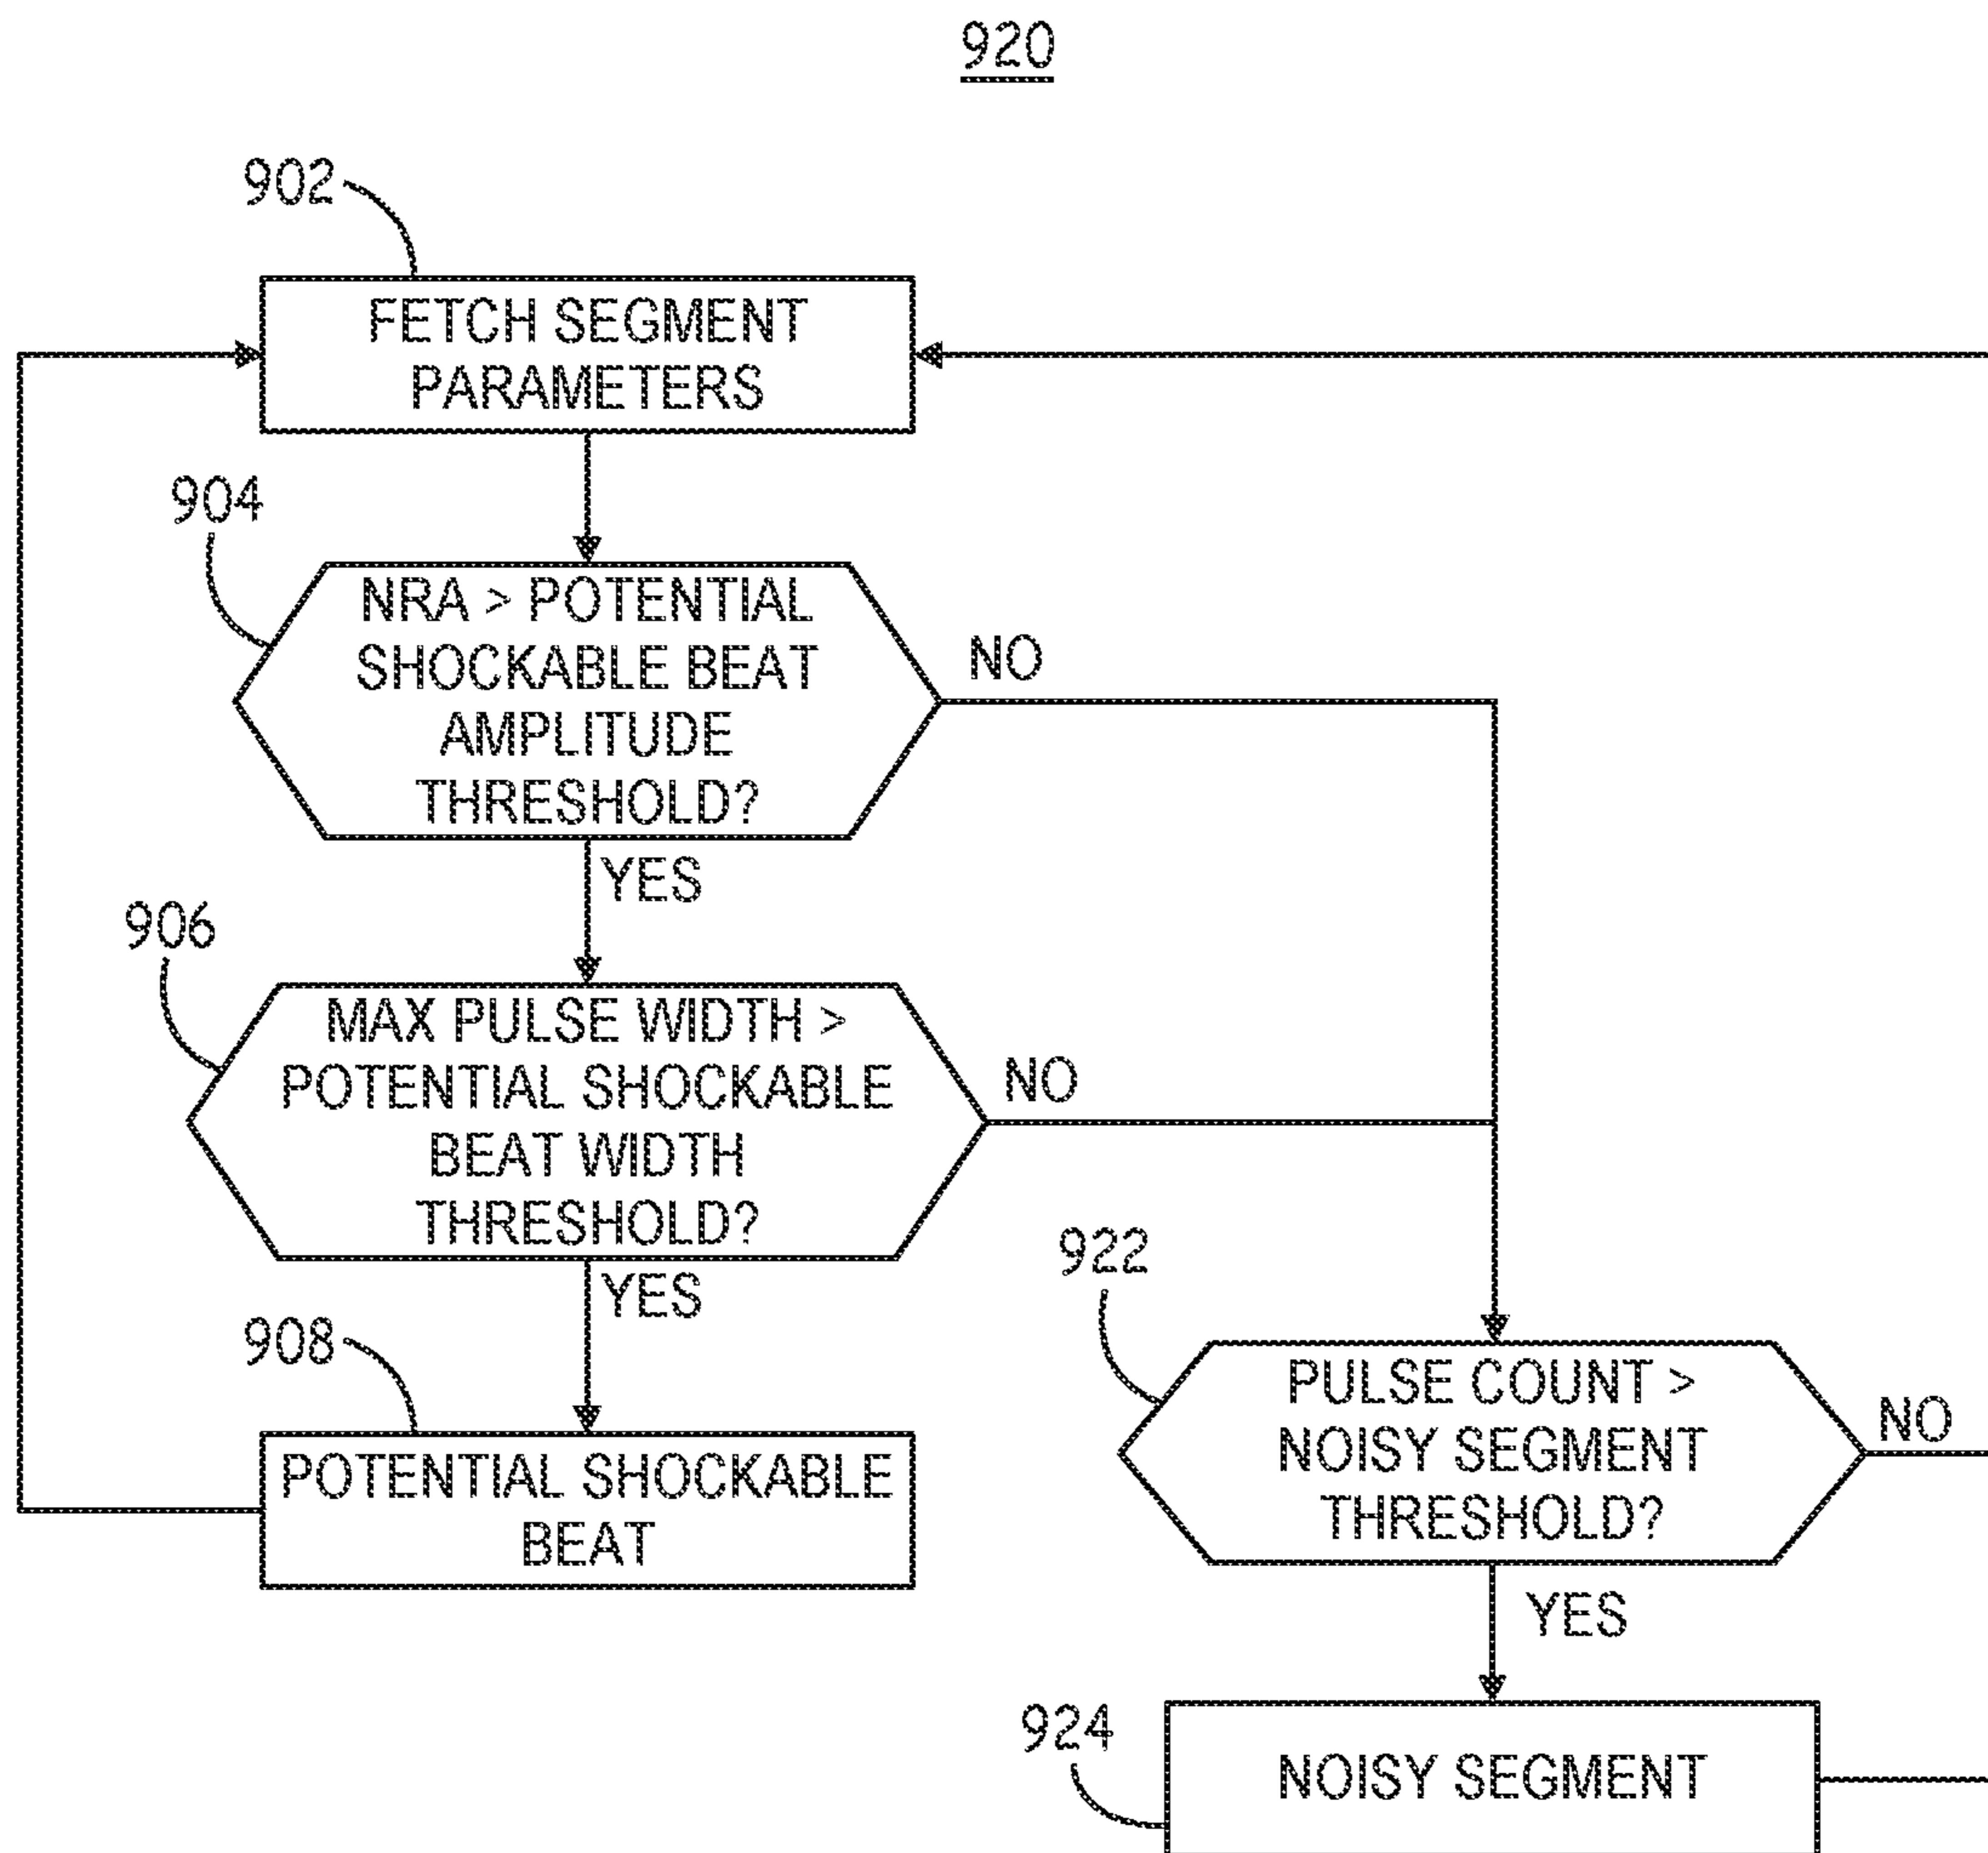 920
902
FETCH SEGMENT
PARAMETERS
904
NRA > POTENTIAL
SHOCKABLE BEAT
AMPLITUDE
THRESHOLD?
NO
YES
906
MAX PULSE WIDTH >
POTENTIAL SHOCKABLE
BEAT WIDTH
THRESHOLD?
NO
YES
908
POTENTIAL SHOCKABLE
BEAT
922
PULSE COUNT >
NOISY SEGMENT
THRESHOLD?
NO
YES
924
NOISY SEGMENT